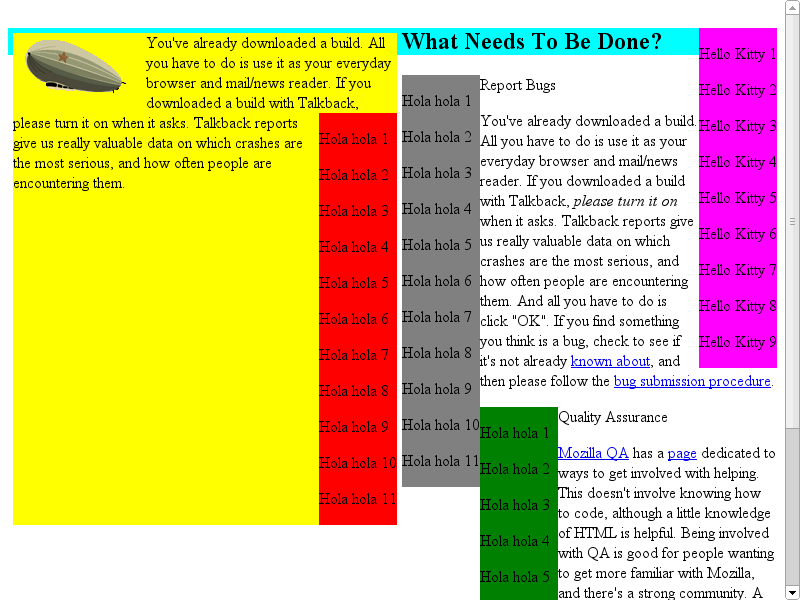 You've already downloaded a build. All
you have to do is use it as your everyday
browser and mail/news reader. If you
downloaded a build with Talkback,
please turn it on when it asks. Talkback reports
give us really valuable data on which crashes are
the most serious, and how often people are
encountering them.
Hola hola 1
Hola hola 2
Hola hola 3
Hola hola 4
Hola hola 5
Hola hola 6
Hola hola 7
Hola hola 8
Hola hola 9
Hola hola 10
Hola hola 11
What Needs To Be Done?
Hola hola 1
Hola hola 2
Hola hola 3
Hola hola 4
Hola hola 5
Hola hola 6
Hola hola 7
Hola hola 8
Hola hola 9
Hola hola 10
Hola hola 11
Hello Kitty 1
Hello Kitty 2
Hello Kitty 3
Hello Kitty 4
Hello Kitty 5
Hello Kitty 6
Hello Kitty 7
Hello Kitty 8
Hello Kitty 9
Report Bugs
You've already downloaded a build.
All you have to do is use it as your
everyday browser and mail/news
reader. If you downloaded a build
with Talkback, please turn it on
when it asks. Talkback reports give
us really valuable data on which
crashes are the most serious, and
how often people are encountering
them. And all you have to do is
click "OK". If you find something
you think is a bug, check to see if
it's not already known about, and
then please follow the bug submission procedure.
Hola hola 1
Hola hola 2
Hola hola 3
Hola hola 4
Hola hola 5
Quality Assurance
Mozilla QA has a page dedicated to
ways to get involved with helping.
This doesn't involve knowing how
to code, although a little knowledge
of HTML is helpful. Being involved
with QA is good for people wanting
to get more familiar with Mozilla,
and there's a strong community. A